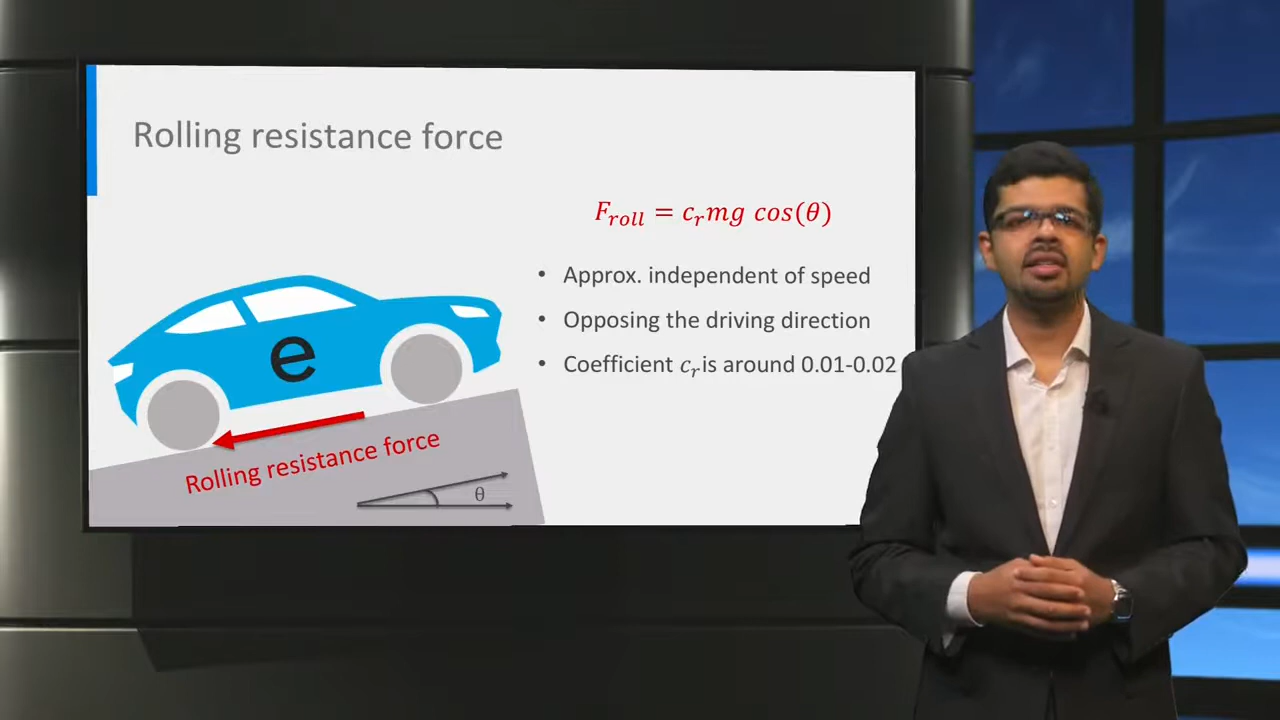 Rolling resistance force
F_roll = c_r mg cos(θ)
• Approx. independent of speed
• Opposing the driving direction
• Coefficient c_r is around 0.01-0.02
e
Rolling resistance force
θ